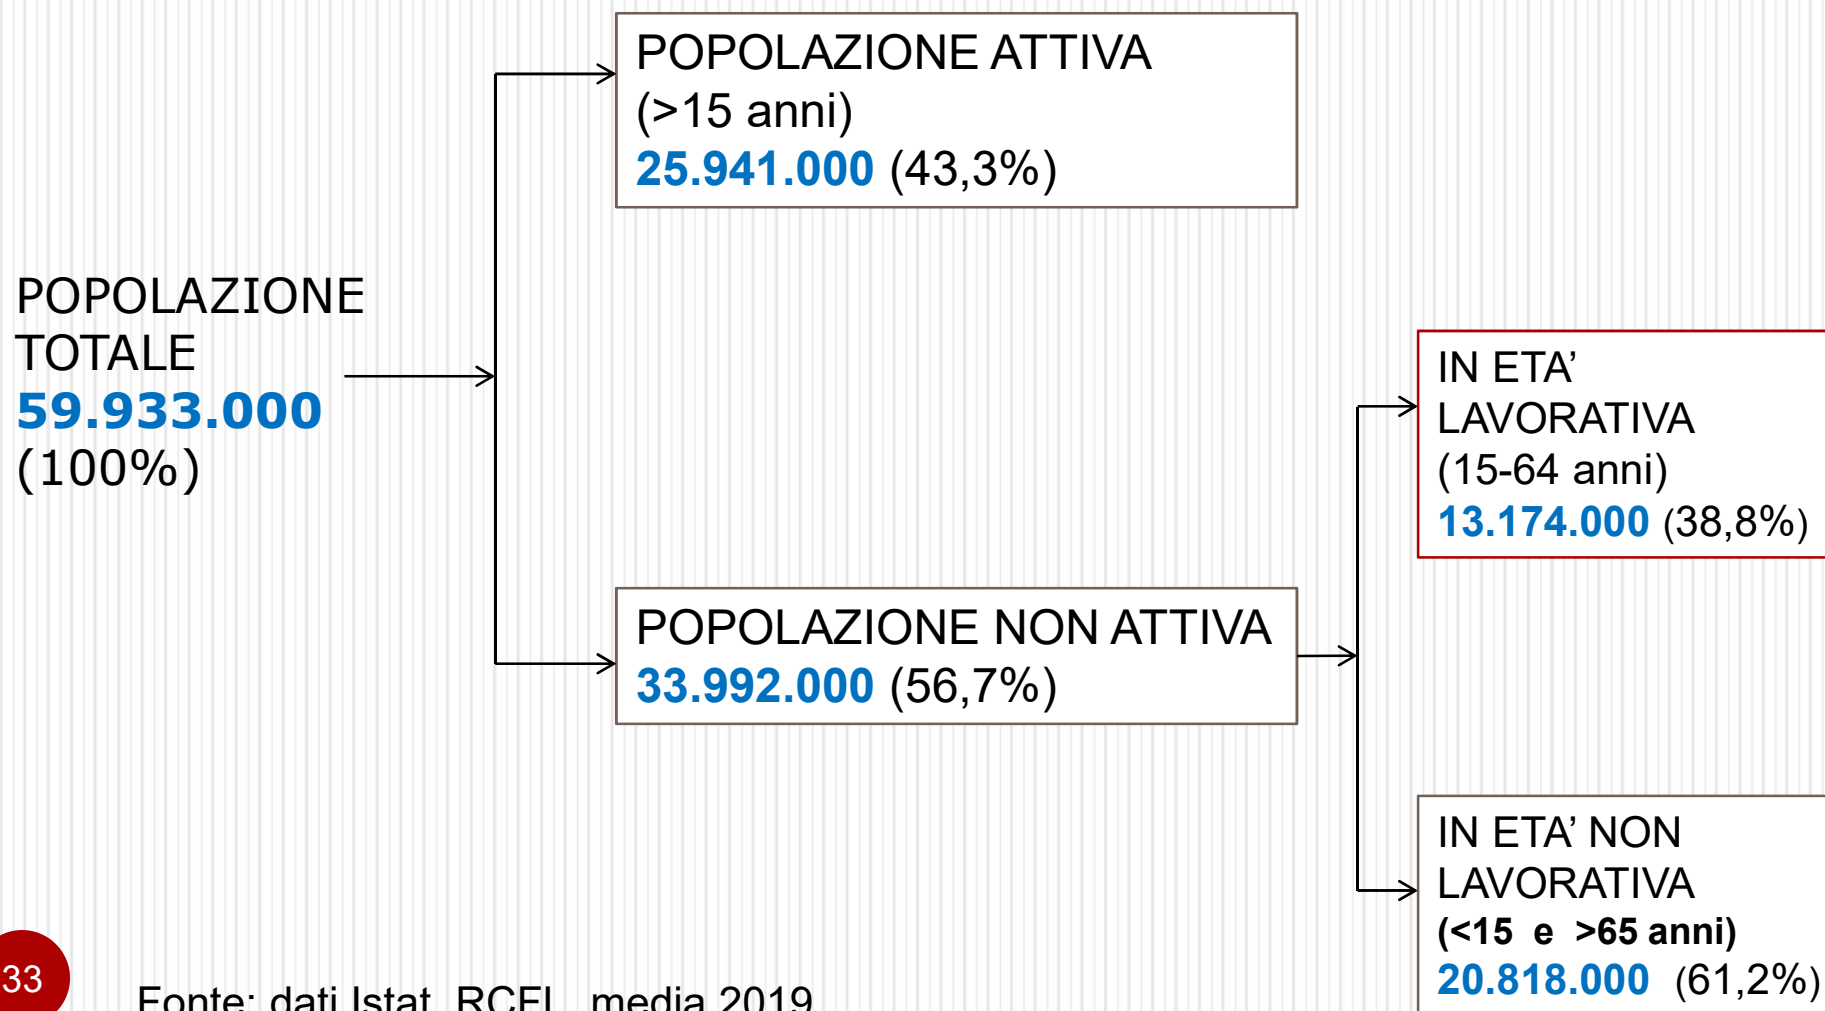 POPOLAZIONE ATTIVA
(>15 anni)
25.941.000 (43,3%)
POPOLAZIONE
TOTALE
59.933.000
(100%)
POPOLAZIONE NON ATTIVA
33.992.000 (56,7%)
IN ETA’
LAVORATIVA
(15-64 anni)
13.174.000 (38,8%)
IN ETA’ NON
LAVORATIVA
(<15 e >65 anni)
20.818.000 (61,2%)
33
Fonte: dati Istat, RCFL, media 2019